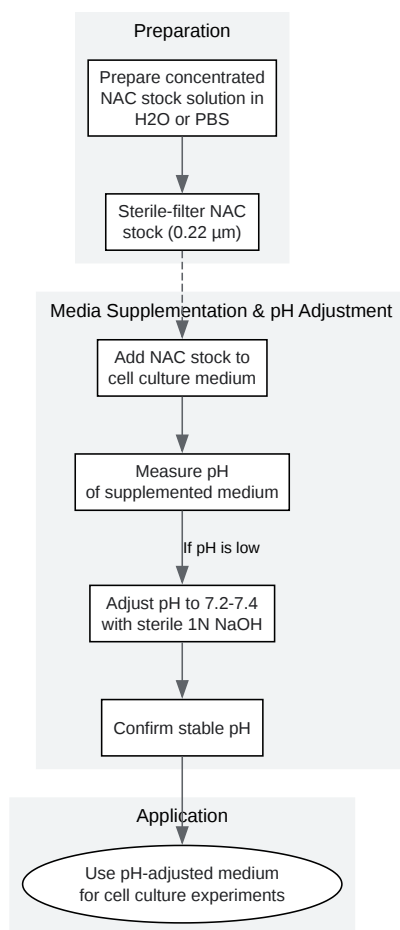 Preparation
Prepare concentrated
NAC stock solution in
H2O or PBS
Sterile-filter NAC
stock (0.22 µm)
Media Supplementation & pH Adjustment
Add NAC stock to
cell culture medium
Measure pH
of supplemented medium
If pH is low
Adjust pH to 7.2-7.4
with sterile 1N NaOH
Confirm stable pH
Application
Use pH-adjusted medium
for cell culture experiments